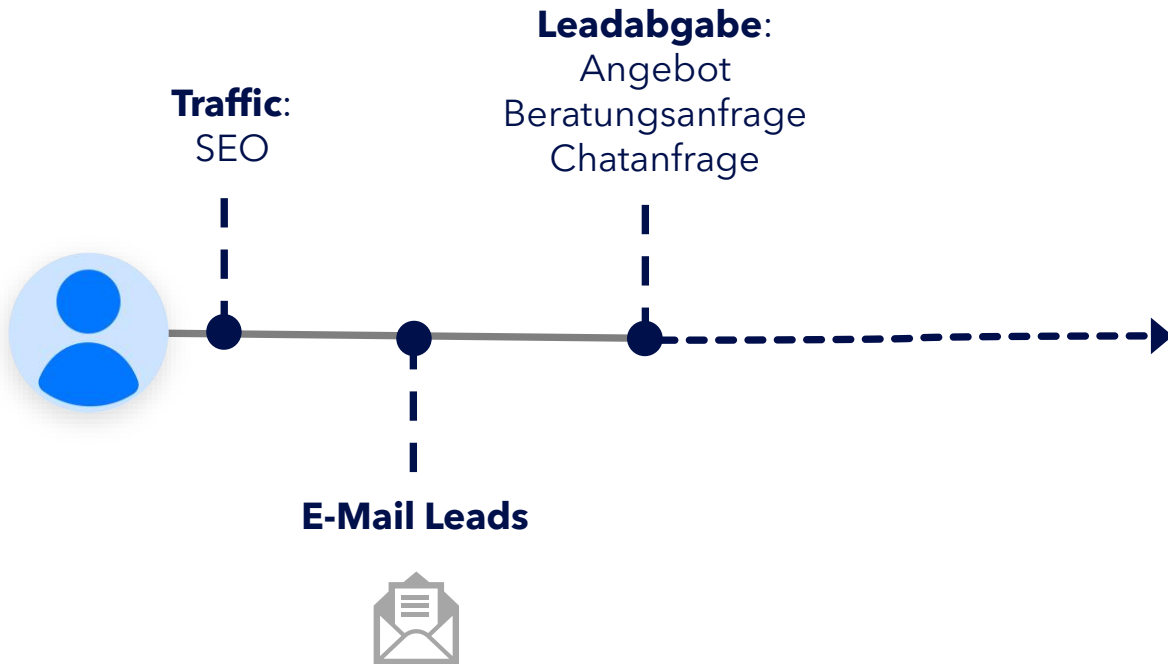 Leadabgabe:
Angebot
Beratungsanfrage
Chatanfrage
Traffic:
SEO
E-Mail Leads